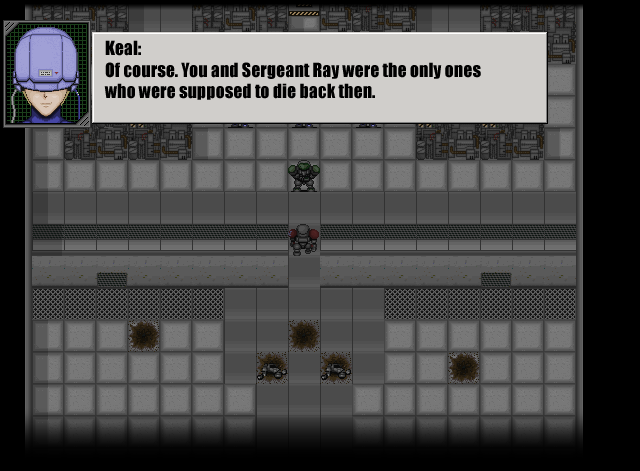 Keal:
Of course. You and Sergeant Ray were the only ones
who were supposed to die back then.